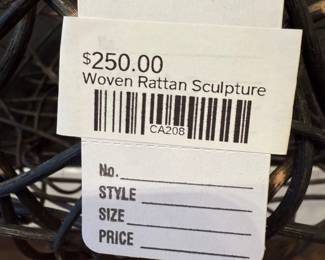 $250.00
Woven Rattan Sculpture
CA208
No.
STYLE
SIZE
PRICE